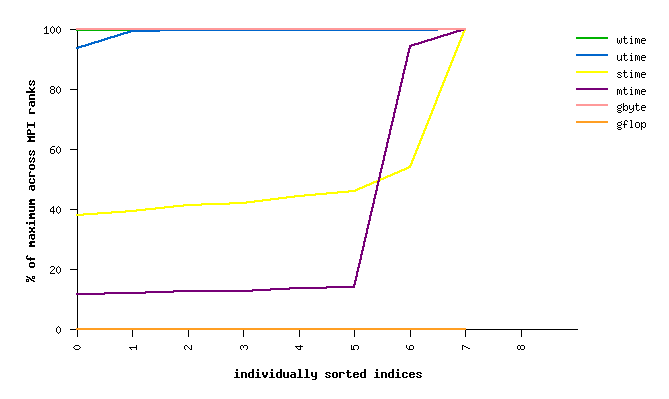 100
80
60
40
20
0
% of maximum across MPI ranks
0 1 2 3 4 5 6 7 8
individually sorted indices
wtime
utime
stime
mtime
gbyte
gflop